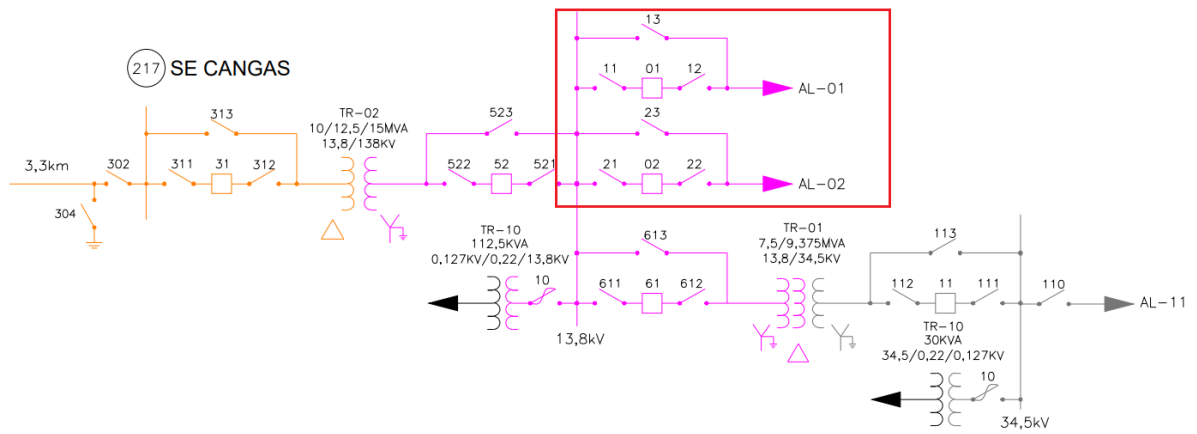 217 SE CANGAS
3,3km
302
304
313
311
31
312
TR-02
10/12,5/15MVA
13,8/138KV
523
522
52
521
13
11
01
12
AL-01
23
21
02
22
AL-02
TR-10
112,5KVA
0,127KV/0,22/13,8KV
10
13,8kV
613
611
61
612
TR-01
7,5/9,375MVA
13,8/34,5KV
113
112
11
111
110
AL-11
TR-10
30KVA
34,5/0,22/0,127KV
10
34,5kV